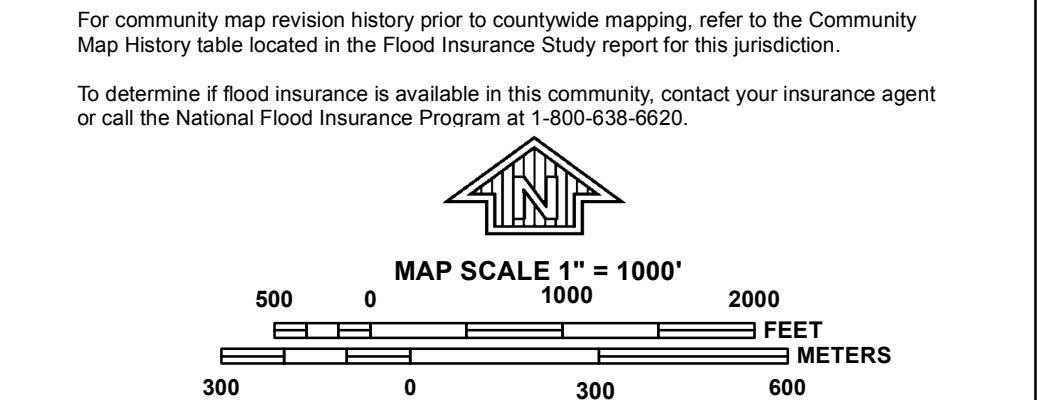 For community map revision history prior to countywide mapping, refer to the Community
Map History table located in the Flood Insurance Study report for this jurisdiction.
To determine if flood insurance is available in this community, contact your insurance agent
or call the National Flood Insurance Program at 1-800-638-6620.
N
MAP SCALE 1" = 1000'
500 0 1000 2000
FEET
METERS
300 0 300 600